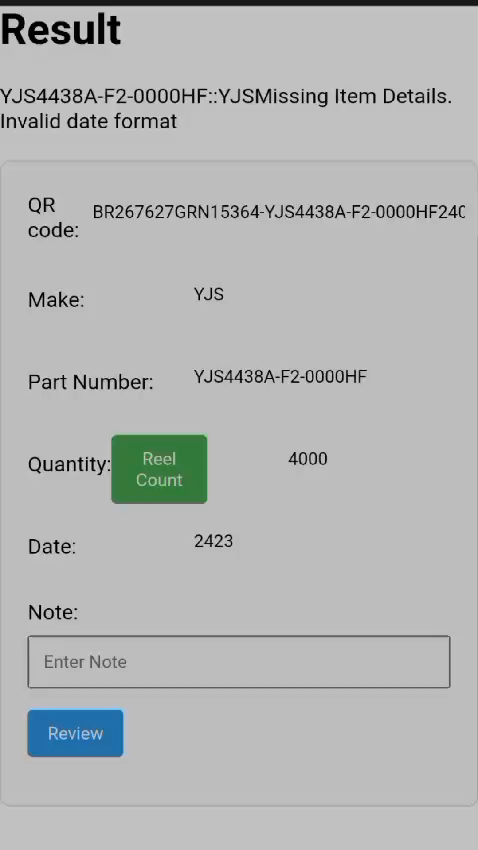 Result
YJS4438A-F2-0000HF::YJSMissing Item Details.
Invalid date format
QR
code:
BR267627GRN15364-YJS4438A-F2-0000HF240
Make:
YJS
Part Number:
YJS4438A-F2-0000HF
Quantity:
Reel
Count
4000
Date:
2423
Note:
Enter Note
Review